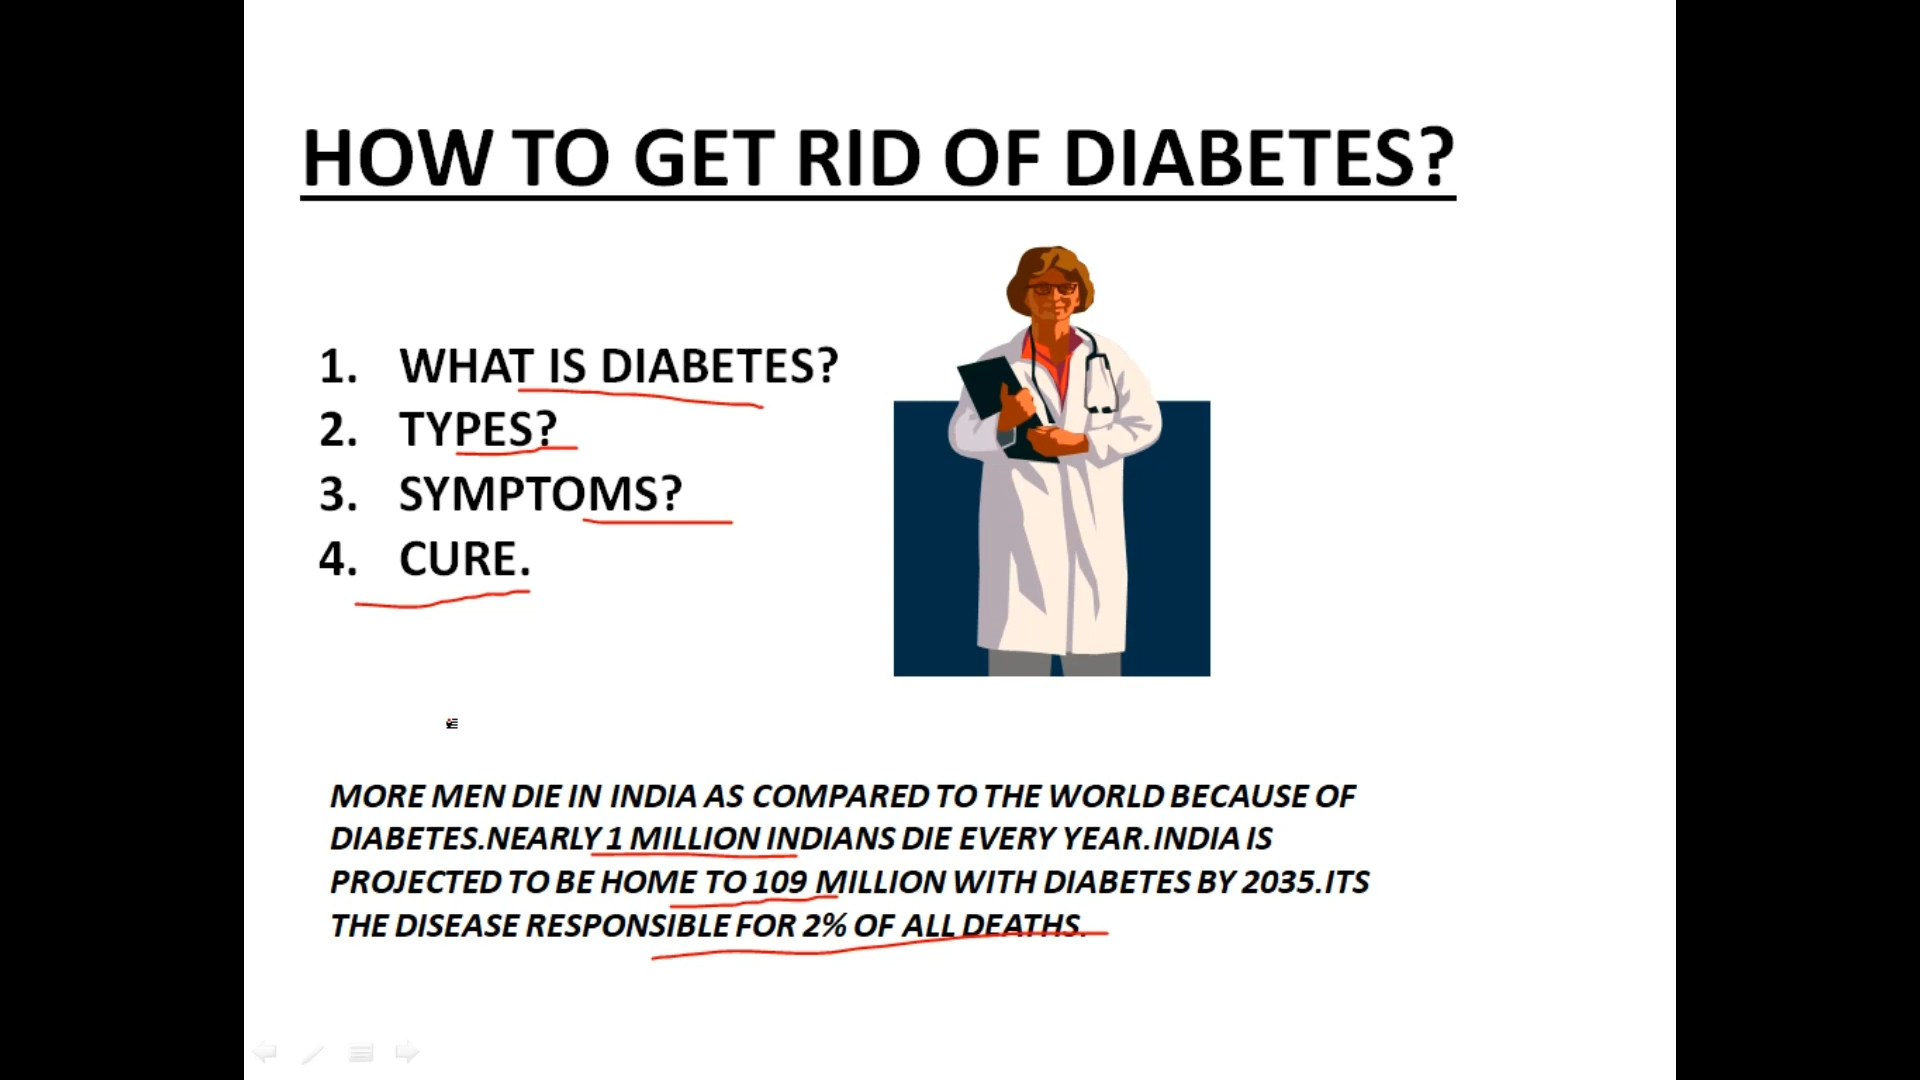 HOW TO GET RID OF DIABETES?
1. WHAT IS DIABETES?
2. TYPES?
3. SYMPTOMS?
4. CURE.
MORE MEN DIE IN INDIA AS COMPARED TO THE WORLD BECAUSE OF
DIABETES.NEARLY 1 MILLION INDIANS DIE EVERY YEAR.INDIA IS
PROJECTED TO BE HOME TO 109 MILLION WITH DIABETES BY 2035.ITS
THE DISEASE RESPONSIBLE FOR 2% OF ALL DEATHS.